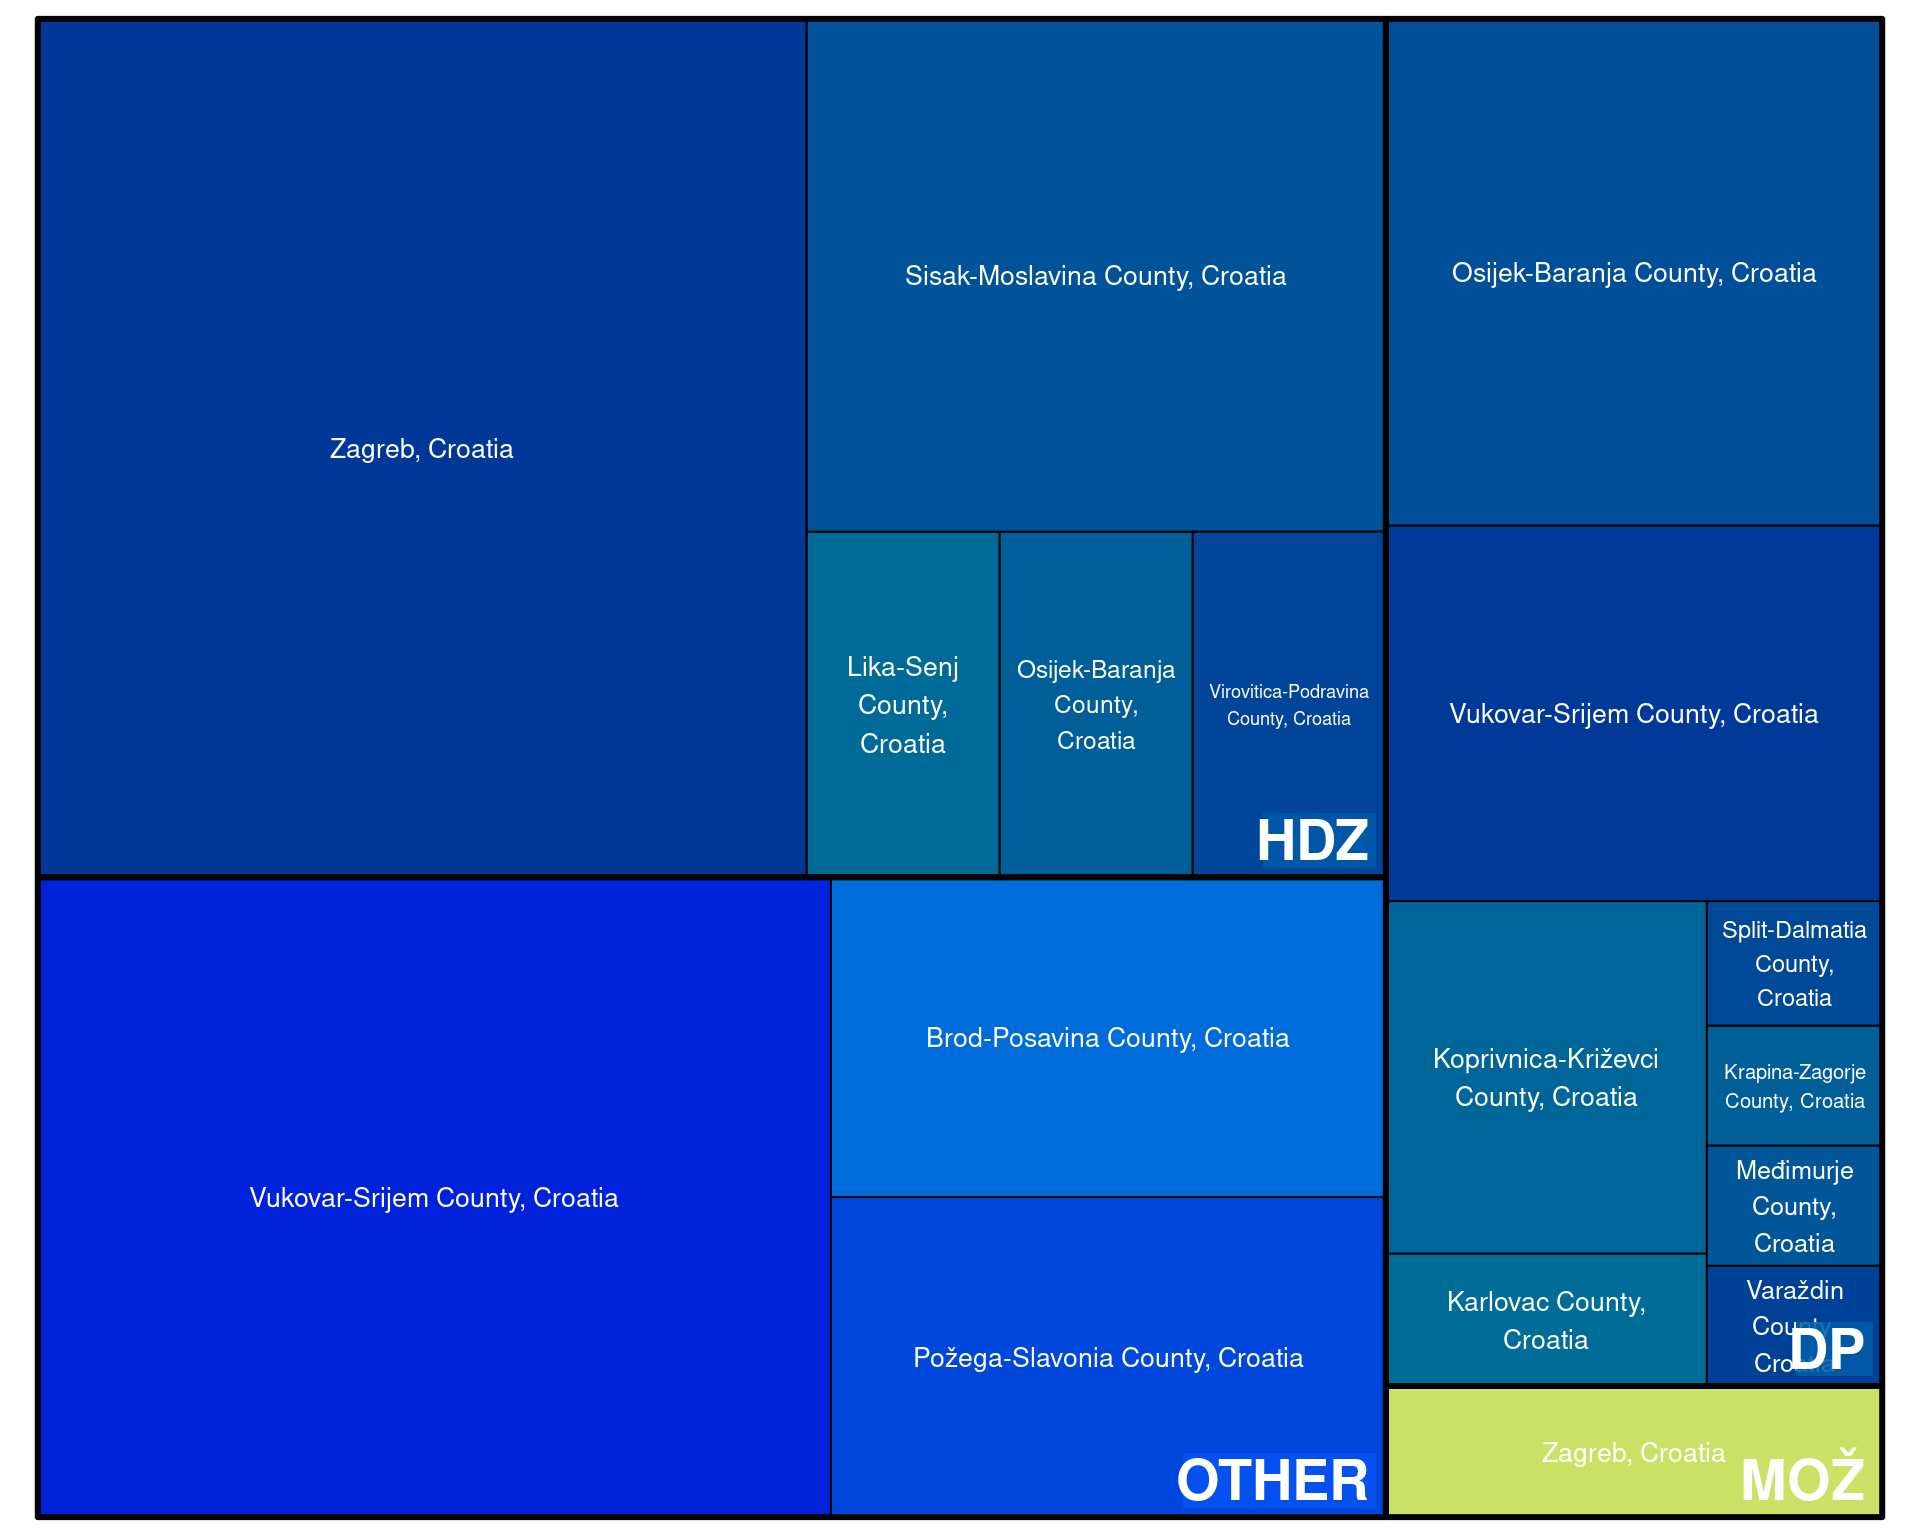 Zagreb, Croatia
Sisak-Moslavina County, Croatia
Lika-Senj
County,
Croatia
Osijek-Baranja
County,
Croatia
Virovitica-Podravina
County, Croatia
HDZ
Osijek-Baranja County, Croatia
Vukovar-Srijem County, Croatia
Koprivnica-Križevci
County, Croatia
Split-Dalmatia
County,
Croatia
Krapina-Zagorje
County, Croatia
Međimurje
County,
Croatia
Karlovac County,
Croatia
Varaždin
County,
Croatia
DP
Vukovar-Srijem County, Croatia
Brod-Posavina County, Croatia
Požega-Slavonia County, Croatia
OTHER
Zagreb, Croatia
MOŽ